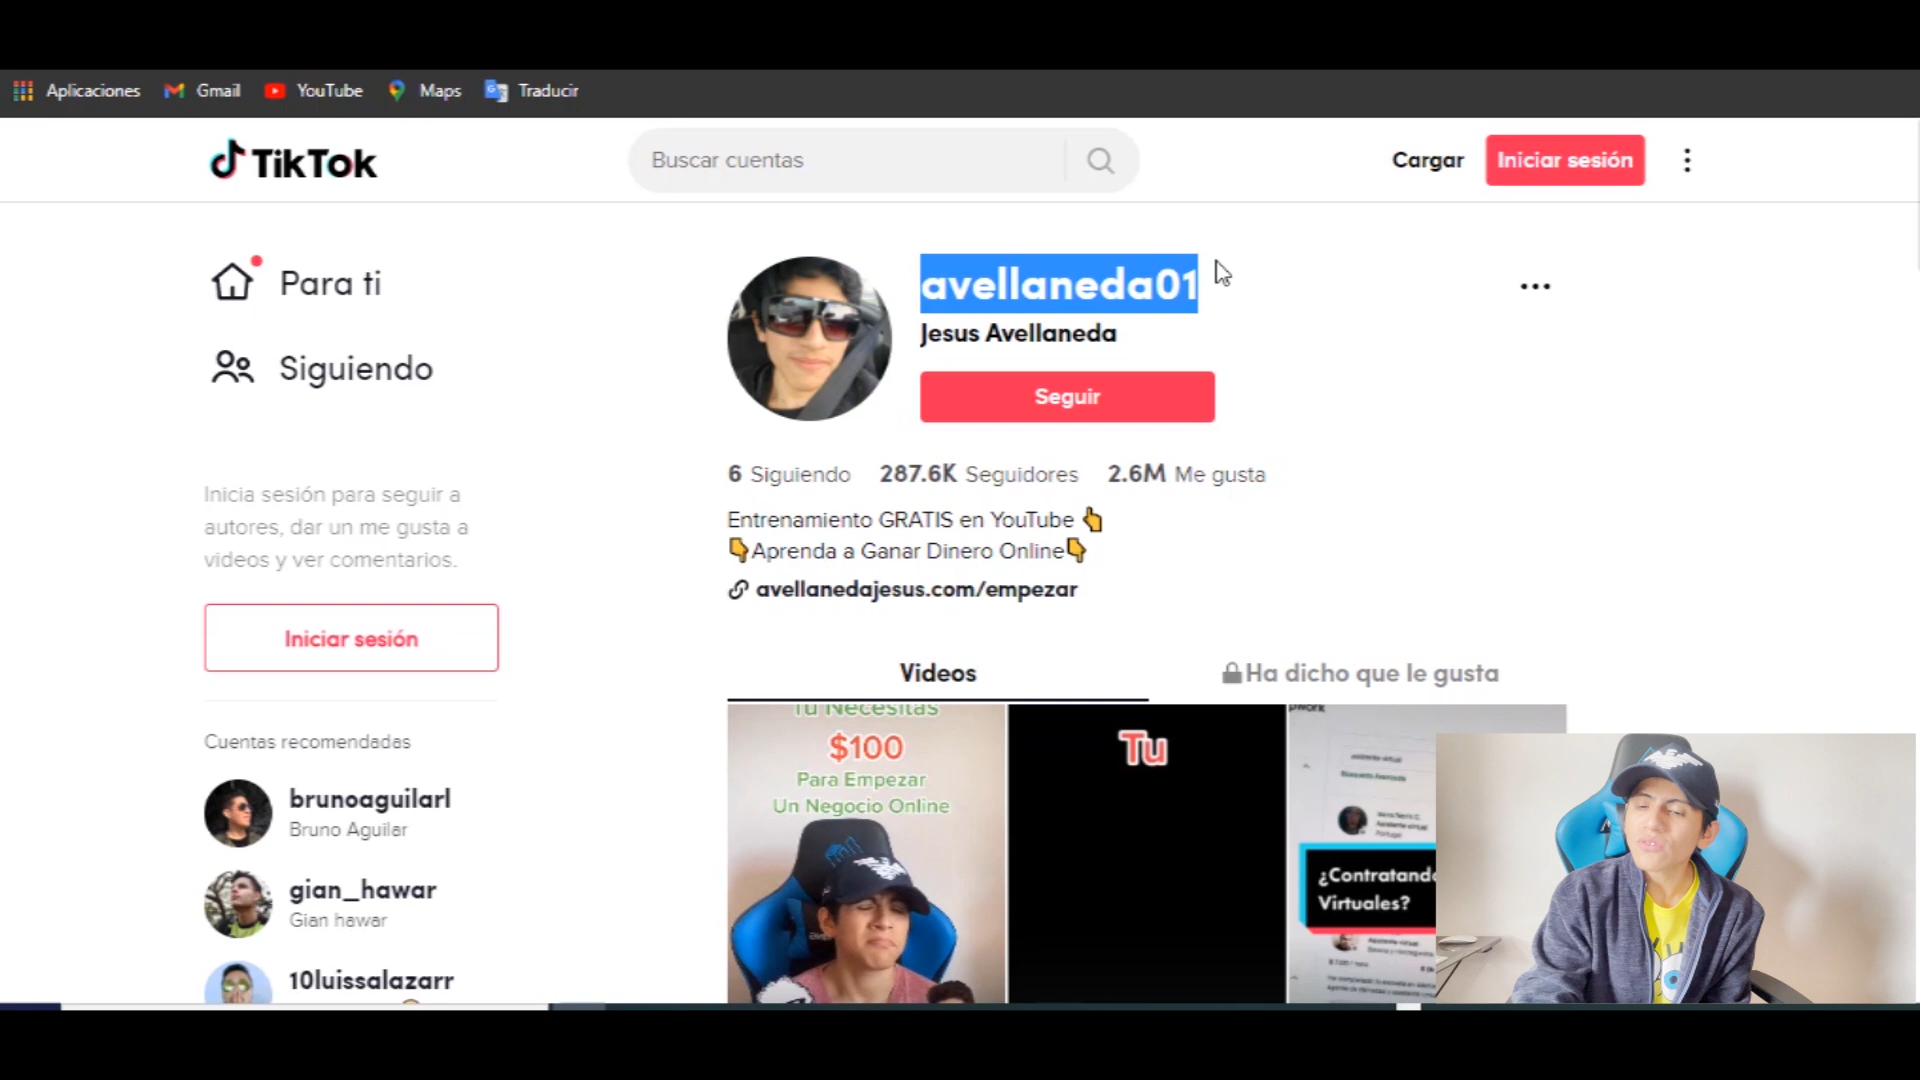 Aplicaciones Gmail YouTube Maps Traducir
TikTok
Buscar cuentas
Cargar
Iniciar sesión
Para ti
Siguiendo
Inicia sesión para seguir a
autores, dar un me gusta a
videos y ver comentarios.
Iniciar sesión
Cuentas recomendadas
brunoaguilarl
Bruno Aguilar
gian_hawar
Gian hawar
10luissalazarr
avellaneda01
Jesus Avellaneda
Seguir
6 Siguiendo 287.6K Seguidores 2.6M Me gusta
Entrenamiento GRATIS en YouTube 👆
👇Aprenda a Ganar Dinero Online👇
avellanedajesus.com/empezar
Videos
Ha dicho que le gusta
Tu Necesitas
$100
Para Empezar
Un Negocio Online
Tu
¿Contratando
Virtuales?